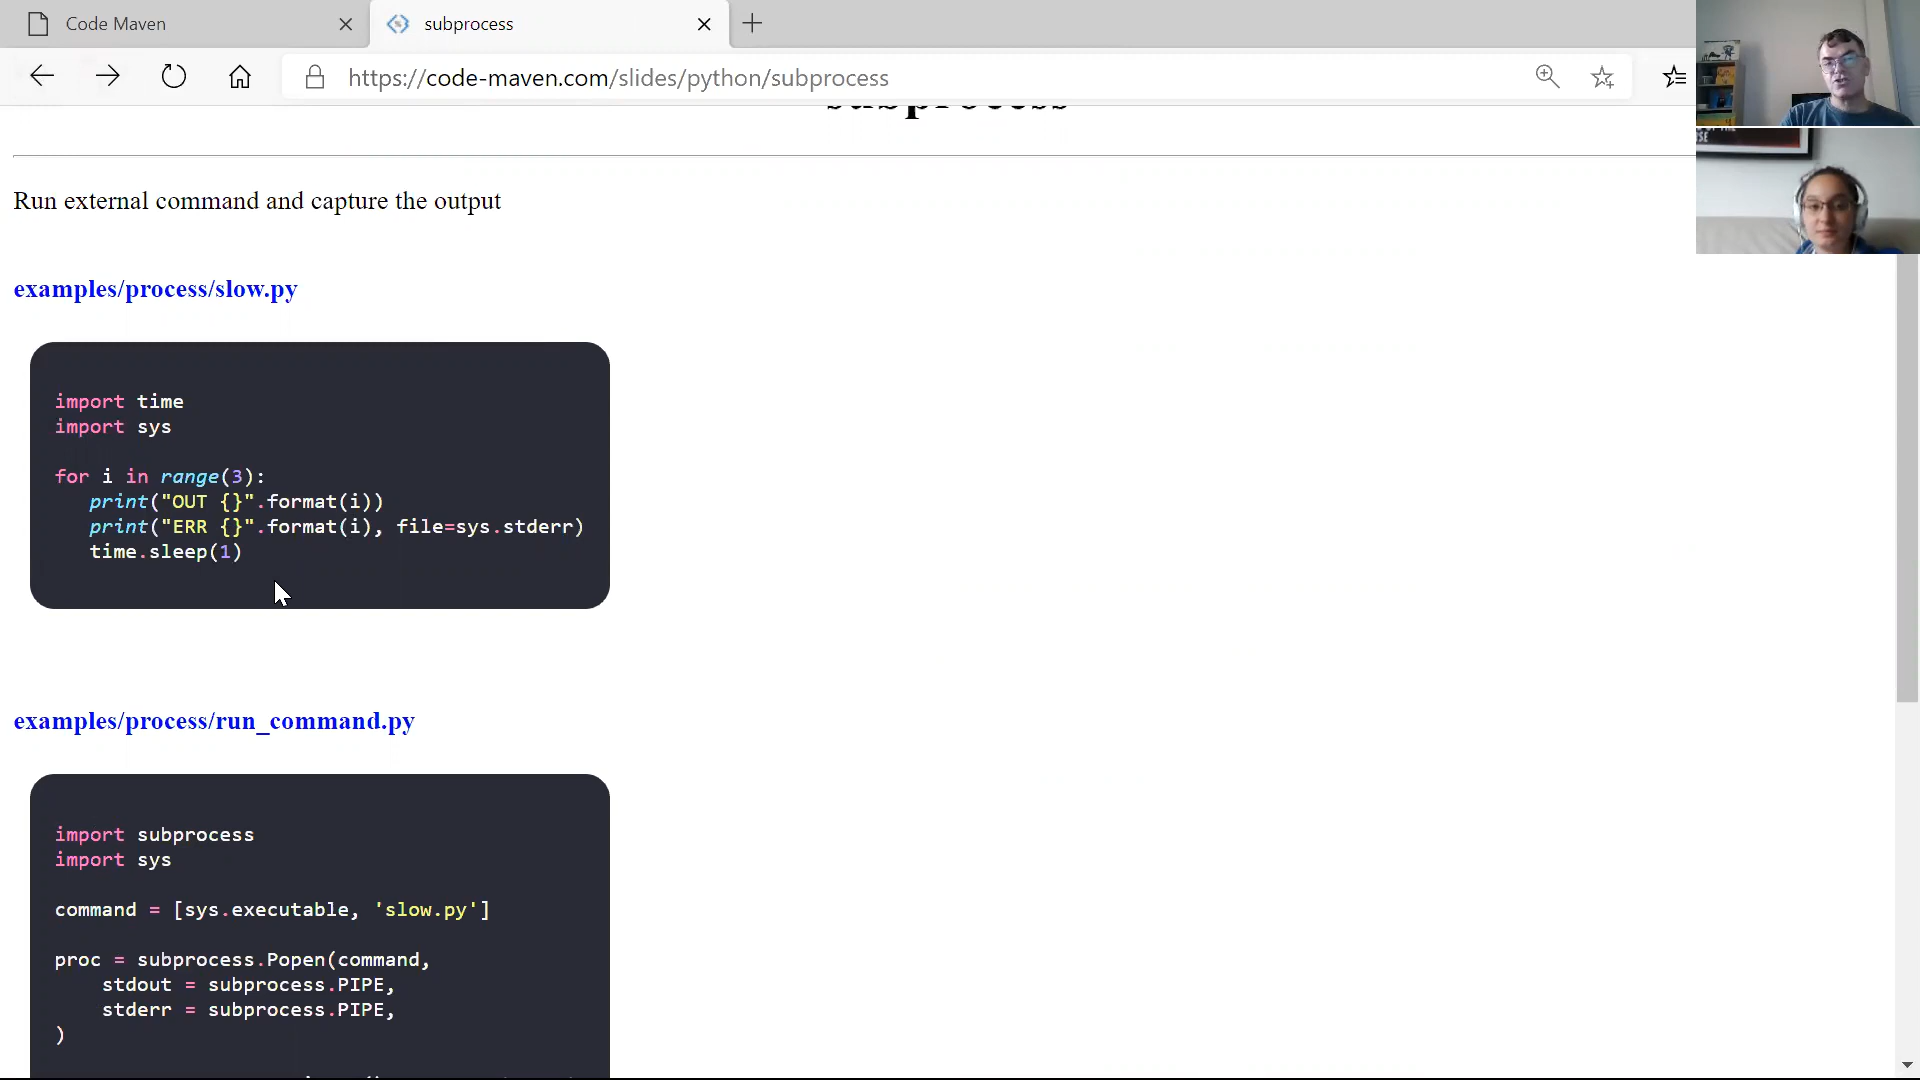 Code Maven
subprocess
https://code-maven.com/slides/python/subprocess
subprocess
Run external command and capture the output
examples/process/slow.py
import time
import sys
for i in range(3):
print("OUT {}".format(i))
print("ERR {}".format(i), file=sys.stderr)
time.sleep(1)
examples/process/run_command.py
import subprocess
import sys
command = [sys.executable, 'slow.py']
proc = subprocess.Popen(command,
stdout = subprocess.PIPE,
stderr = subprocess.PIPE,
)